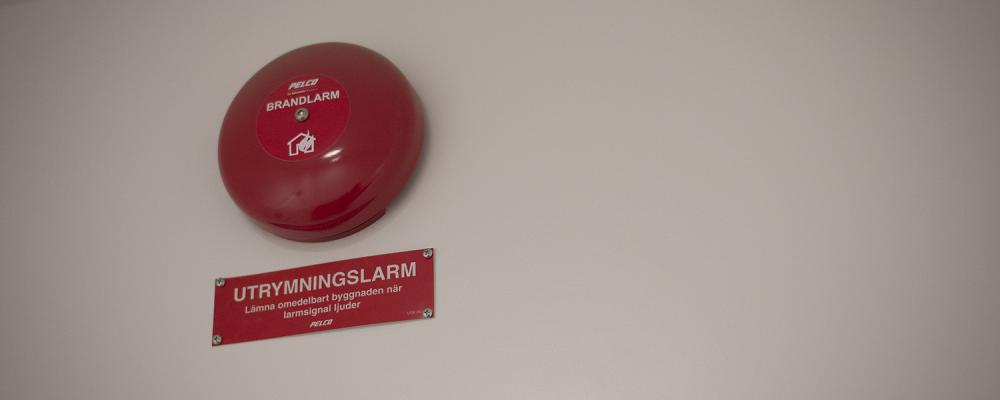 PELCO
BRANDLARM
UTRYMNINGSLARM
Lämna omedelbart byggnaden när
larmsignal ljuder
PELCO